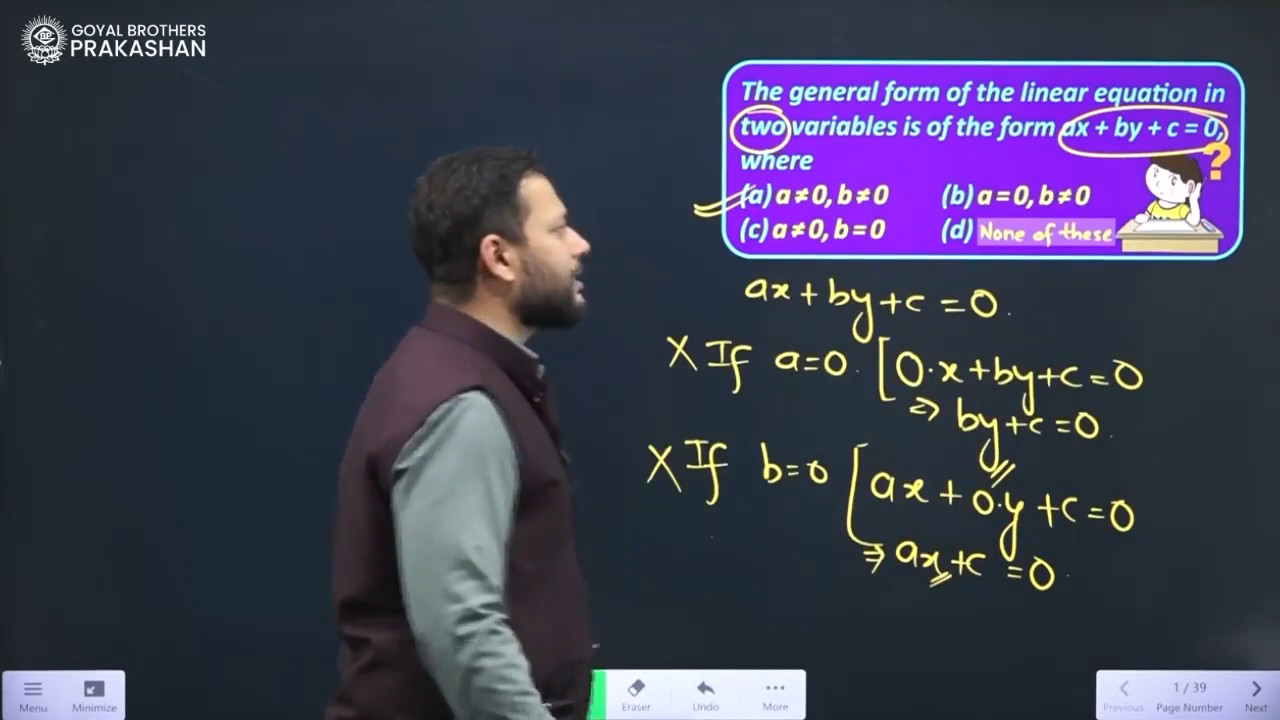 GOYAL BROTHERS
PRAKASHAN
The general form of the linear equation in
two variables is of the form ax + by + c = 0,
where
(a) a ≠ 0, b ≠ 0 (b) a = 0, b ≠ 0
(c) a ≠ 0, b = 0 (d) None of these
?
ax + by + c = 0.
X If a = 0. [0·x + by + c = 0
⇒ by + c = 0.
X If b = 0 [ax + 0·y + c = 0
⇒ ax + c = 0.
Menu Minimize Eraser Undo More Previous 1 / 39 Page Number Next